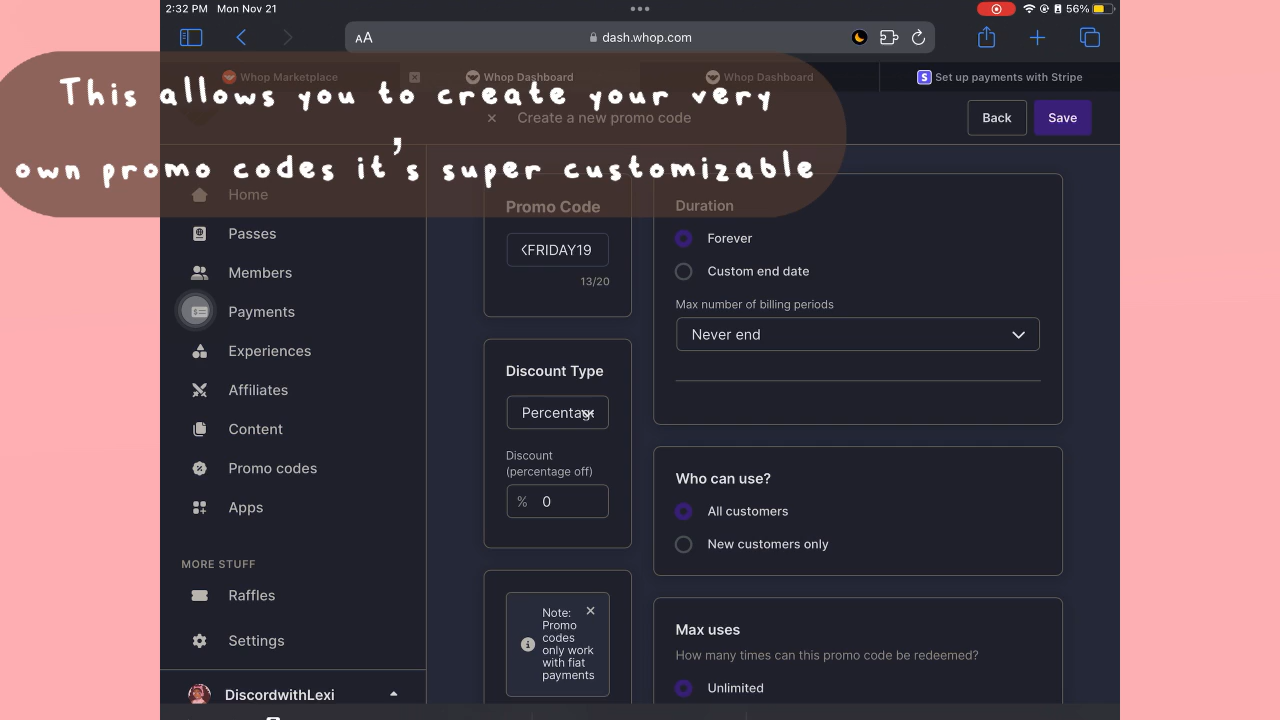 2:32 PM Mon Nov 21
56%
AA
dash.whop.com
Whop Marketplace
Whop Dashboard
Whop Dashboard
S Set up payments with Stripe
This allows you to create your very
own promo codes it's super customizable
Create a new promo code
Back
Save
Home
Passes
Members
Payments
Experiences
Affiliates
Content
Promo codes
Apps
MORE STUFF
Raffles
Settings
DiscordwithLexi
Promo Code
KFRIDAY19
13/20
Discount Type
Percentage
Discount
(percentage off)
% 0
Note:
Promo
codes
only work
with fiat
payments
Duration
Forever
Custom end date
Max number of billing periods
Never end
Who can use?
All customers
New customers only
Max uses
How many times can this promo code be redeemed?
Unlimited